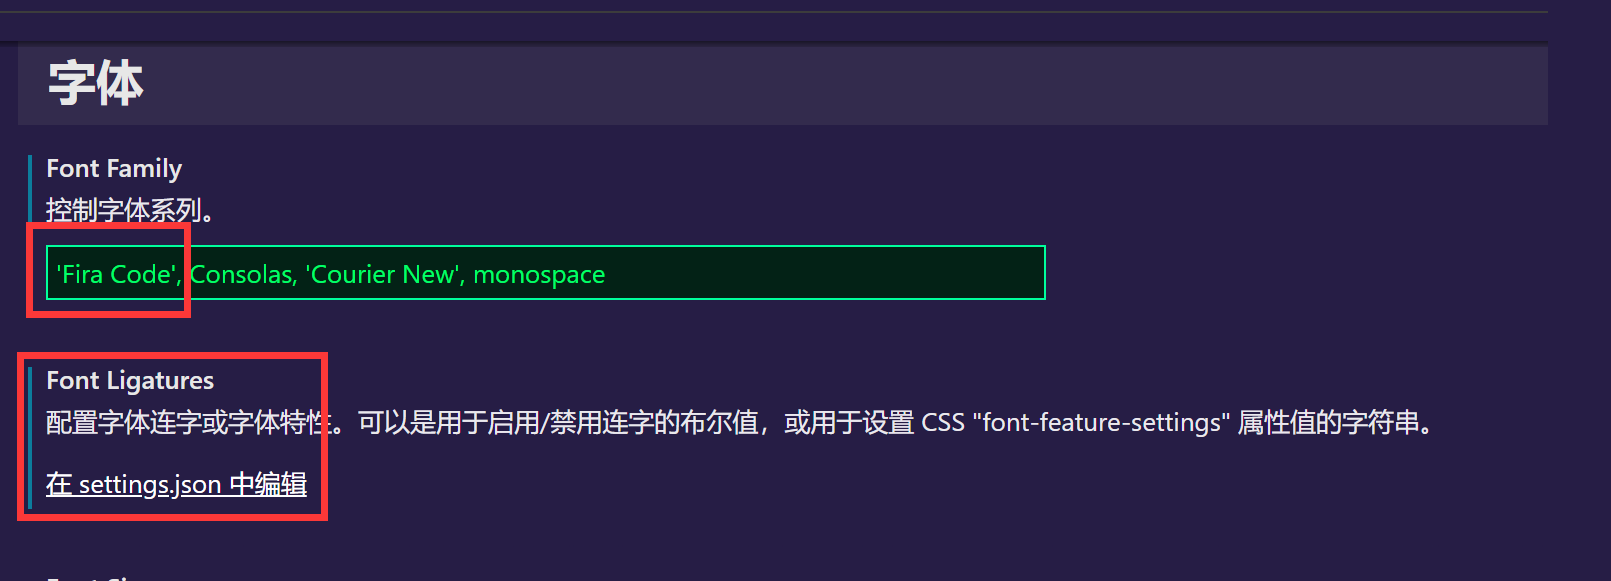 字体
Font Family
控制字体系列。
'Fira Code', Consolas, 'Courier New', monospace
Font Ligatures
配置字体连字或字体特性。可以是用于启用/禁用连字的布尔值，或用于设置 CSS "font-feature-settings" 属性值的字符串。
在 settings.json 中编辑